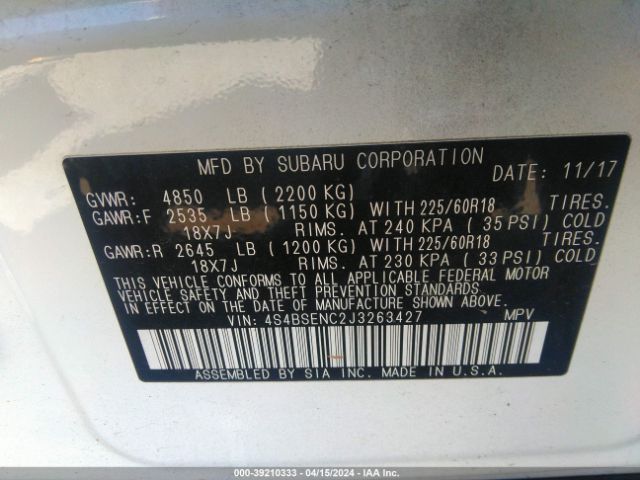 MFD BY SUBARU CORPORATION DATE: 11/17
GVWR: 4850 LB (2200 KG)
GAWR:F 2535 LB (1150 KG) WITH 225/60R18 TIRES.
18X7J RIMS. AT 240 KPA (35 PSI) COLD
GAWR:R 2645 LB (1200 KG) WITH 225/60R18 TIRES.
18X7J RIMS. AT 230 KPA (33 PSI) COLD
THIS VEHICLE CONFORMS TO ALL APPLICABLE FEDERAL MOTOR
VEHICLE SAFETY AND THEFT PREVENTION STANDARDS IN
EFFECT ON THE DATE OF MANUFACTURE SHOWN ABOVE.
VIN: 4S4BSENC2J3263427 MPV
ASSEMBLED BY SIA INC. MADE IN U.S.A.
000-39210333 - 04/15/2024 - IAA Inc.